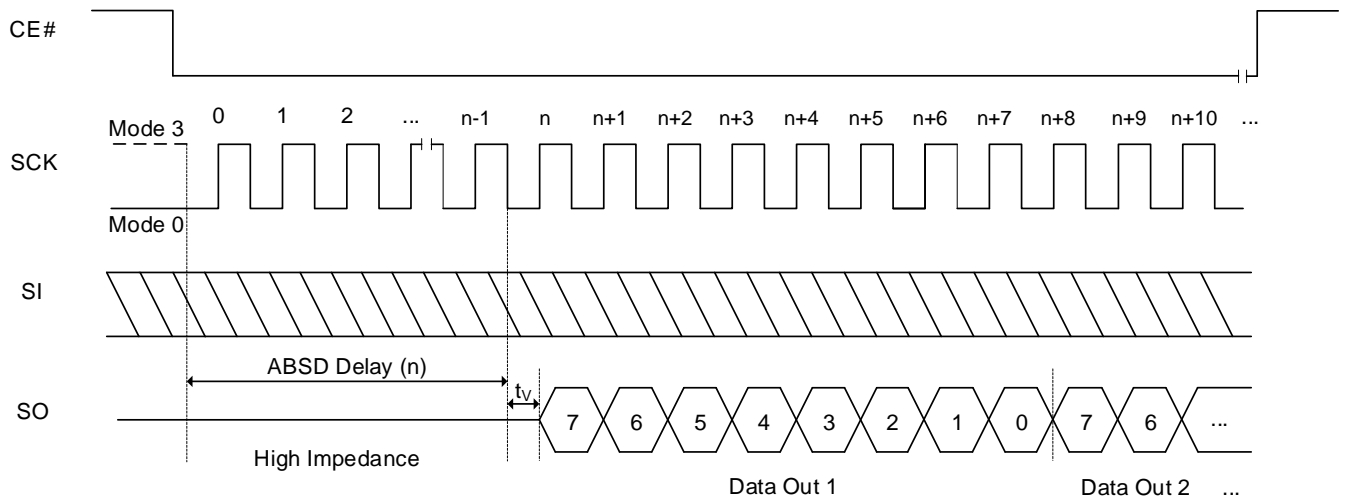 CE#
0 1 2 ... n-1 n n+1 n+2 n+3 n+4 n+5 n+6 n+7 n+8 n+9 n+10 ...
Mode 3
SCK
Mode 0
SI
ABSD Delay (n)
tV
SO 7 6 5 4 3 2 1 0 7 6 ...
High Impedance
Data Out 1 Data Out 2 ...